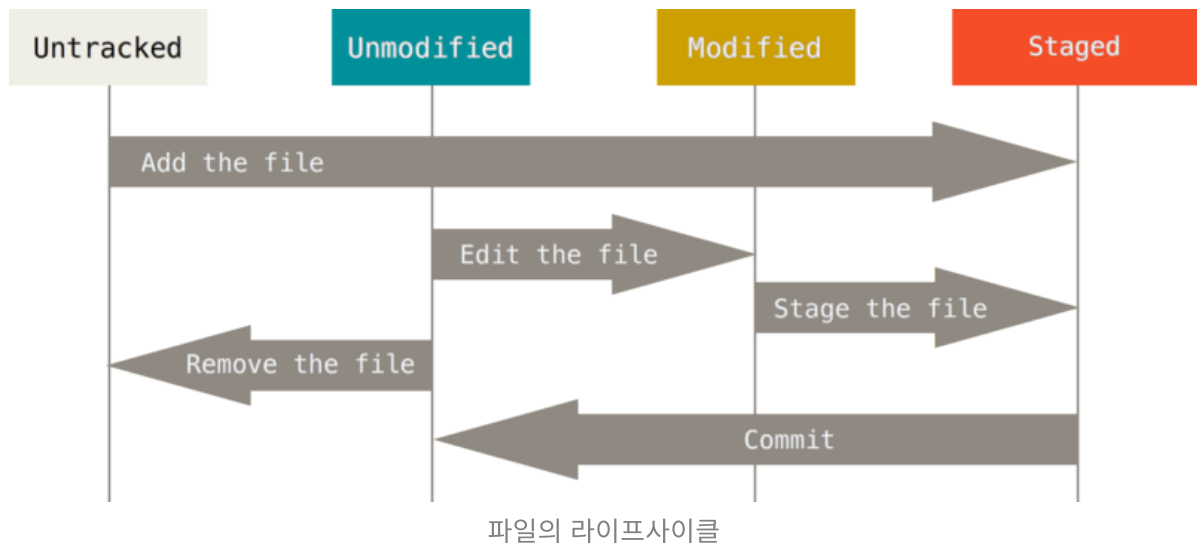 Untracked
Unmodified
Modified
Staged
Add the file
Edit the file
Stage the file
Remove the file
Commit
파일의 라이프사이클